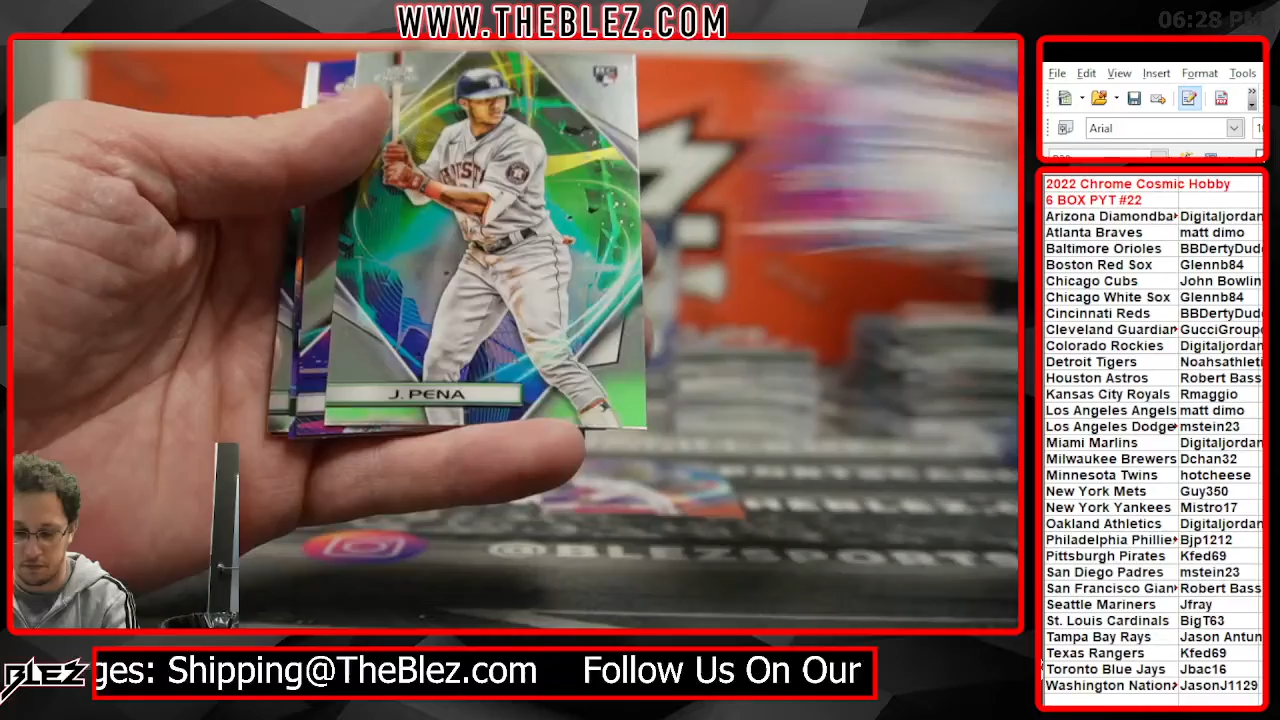 WWW.THEBLEZ.COM
06:28 PM
File Edit View Insert Format Tools
Arial
2022 Chrome Cosmic Hobby
6 BOX PYT #22
Arizona Diamondba Digitaljordan
Atlanta Braves matt dimo
Baltimore Orioles BBDertyDud
Boston Red Sox Glennb84
Chicago Cubs John Bowlin
Chicago White Sox Glennb84
Cincinnati Reds BBDertyDud
Cleveland Guardian GucciGroup
Colorado Rockies Digitaljordan
Detroit Tigers Noahsathleti
Houston Astros Robert Bass
Kansas City Royals Rmaggio
Los Angeles Angels matt dimo
Los Angeles Dodge mstein23
Miami Marlins Digitaljordan
Milwaukee Brewers Dchan32
Minnesota Twins hotcheese
New York Mets Guy350
New York Yankees Mistro17
Oakland Athletics Digitaljordan
Philadelphia Phillie Bjp1212
Pittsburgh Pirates Kfed69
San Diego Padres mstein23
San Francisco Gian Robert Bass
Seattle Mariners Jfray
St. Louis Cardinals BigT63
Tampa Bay Rays Jason Antun
Texas Rangers Kfed69
Toronto Blue Jays Jbac16
Washington Nation JasonJ1129
RC
J. PENA
@BLEZSPORTS
BLEZ
ges: Shipping@TheBlez.com Follow Us On Our